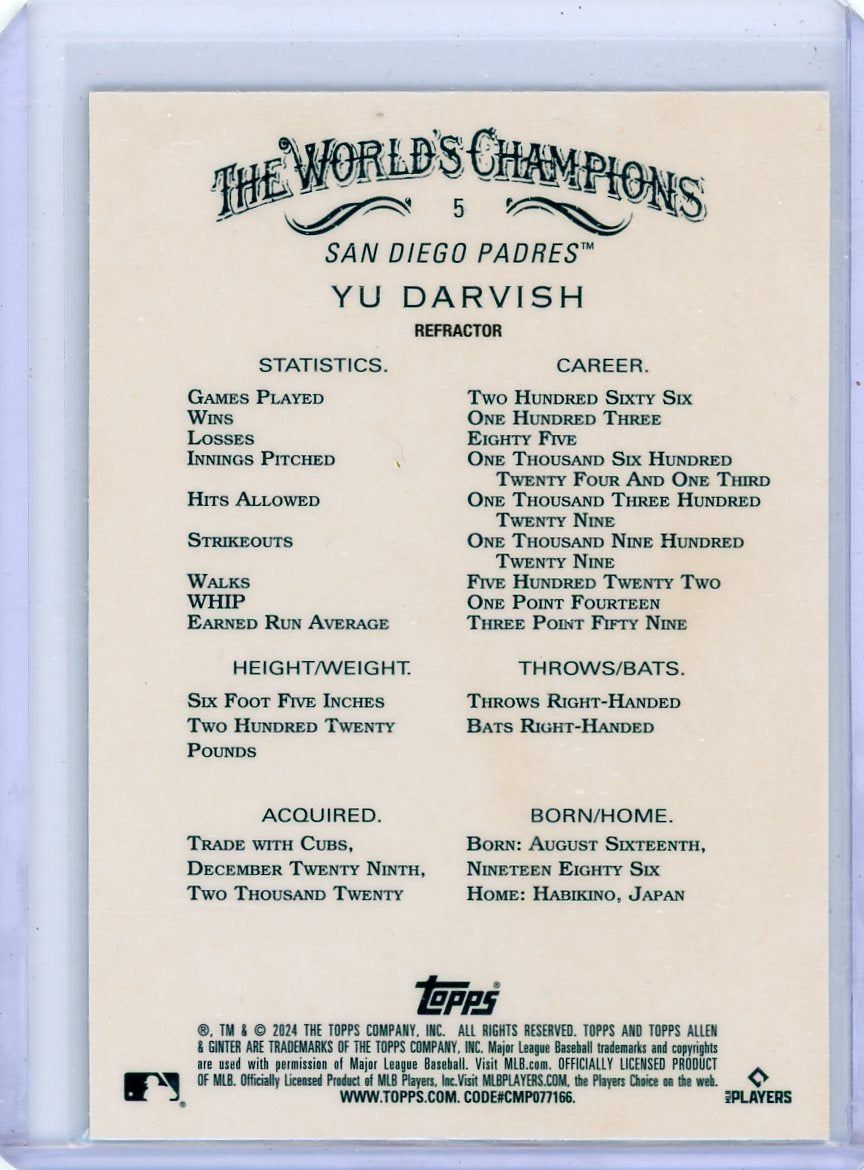 THE WORLD'S CHAMPIONS
5
SAN DIEGO PADRES™
YU DARVISH
REFRACTOR
STATISTICS. CAREER.
GAMES PLAYED TWO HUNDRED SIXTY SIX
WINS ONE HUNDRED THREE
LOSSES EIGHTY FIVE
INNINGS PITCHED ONE THOUSAND SIX HUNDRED
TWENTY FOUR AND ONE THIRD
HITS ALLOWED ONE THOUSAND THREE HUNDRED
TWENTY NINE
STRIKEOUTS ONE THOUSAND NINE HUNDRED
TWENTY NINE
WALKS FIVE HUNDRED TWENTY TWO
WHIP ONE POINT FOURTEEN
EARNED RUN AVERAGE THREE POINT FIFTY NINE
HEIGHT/WEIGHT. THROWS/BATS.
SIX FOOT FIVE INCHES THROWS RIGHT-HANDED
TWO HUNDRED TWENTY BATS RIGHT-HANDED
POUNDS
ACQUIRED. BORN/HOME.
TRADE WITH CUBS, BORN: AUGUST SIXTEENTH,
DECEMBER TWENTY NINTH, NINETEEN EIGHTY SIX
TWO THOUSAND TWENTY HOME: HABIKINO, JAPAN
topps®
®, TM & © 2024 THE TOPPS COMPANY, INC. ALL RIGHTS RESERVED. TOPPS AND TOPPS ALLEN
& GINTER ARE TRADEMARKS OF THE TOPPS COMPANY, INC. Major League Baseball trademarks and copyrights
are used with permission of Major League Baseball. Visit MLB.com. OFFICIALLY LICENSED PRODUCT
OF MLB. Officially Licensed Product of MLB Players, Inc.Visit MLBPLAYERS.COM, the Players Choice on the web.
WWW.TOPPS.COM. CODE#CMP077166.
MLB PLAYERS